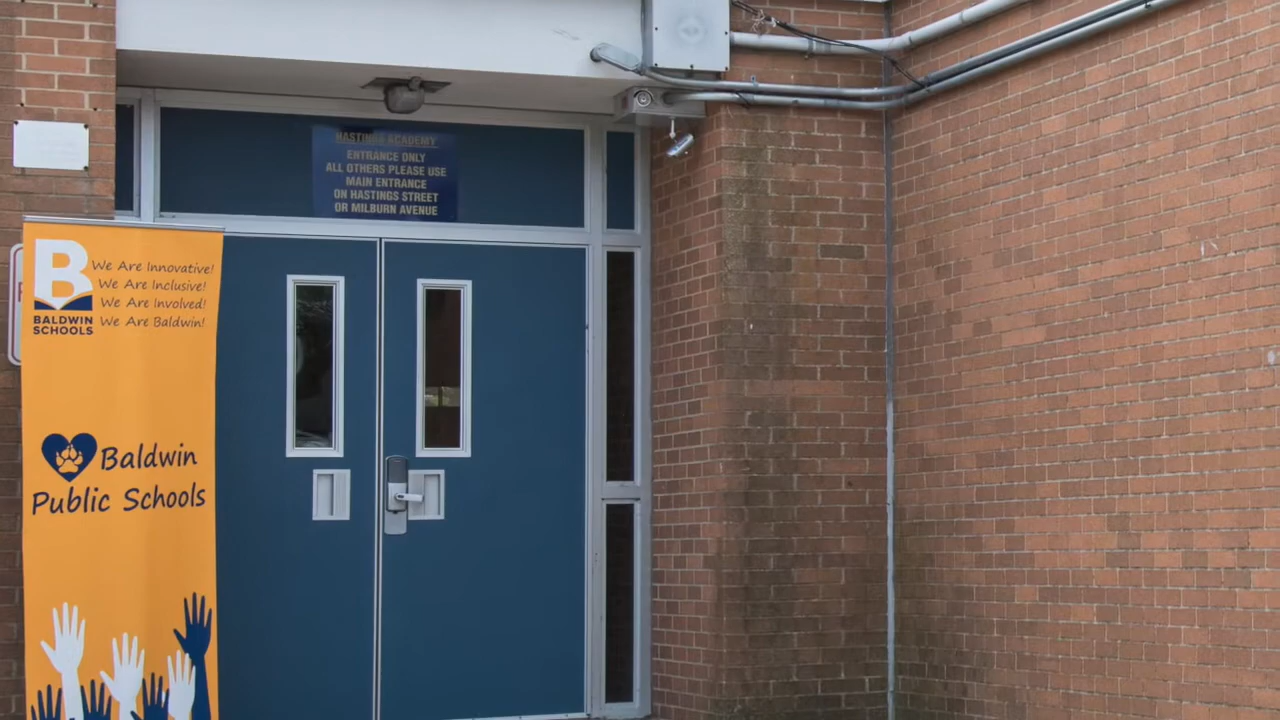 HASTINGS ACADEMY
ENTRANCE ONLY
ALL OTHERS PLEASE USE
MAIN ENTRANCE
ON HASTINGS STREET
OR MILBURN AVENUE
B
BALDWIN
SCHOOLS
We Are Innovative!
We Are Inclusive!
We Are Involved!
We Are Baldwin!
Baldwin
Public Schools